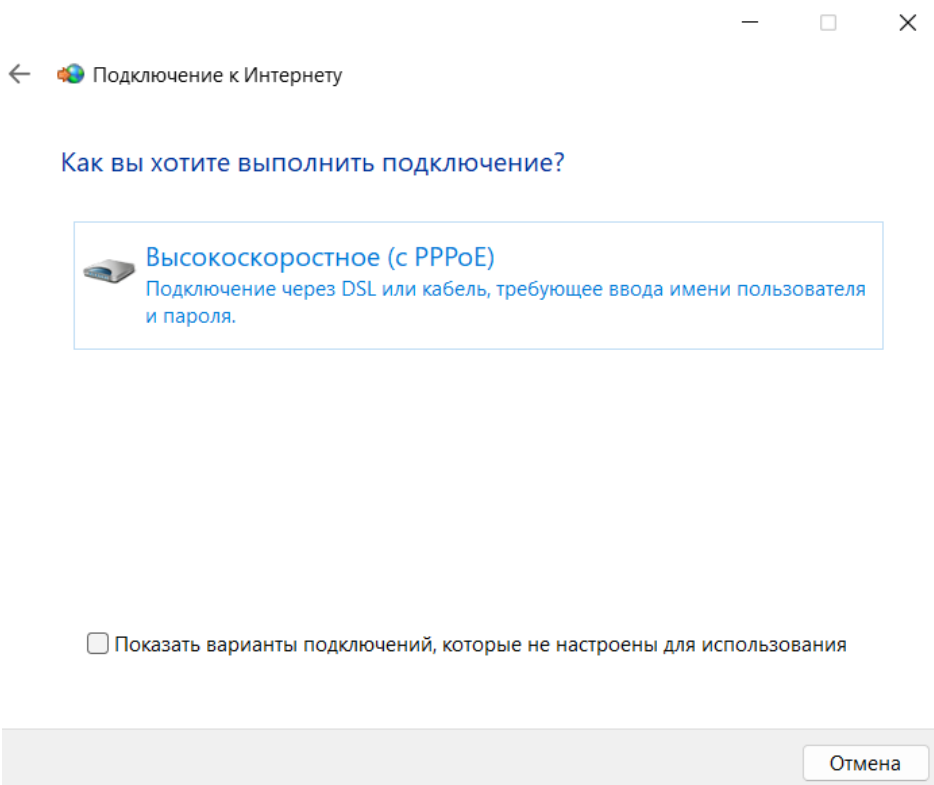 Подключение к Интернету
Как вы хотите выполнить подключение?
Высокоскоростное (с PPPoE)
Подключение через DSL или кабель, требующее ввода имени пользователя
и пароля.
Показать варианты подключений, которые не настроены для использования
Отмена